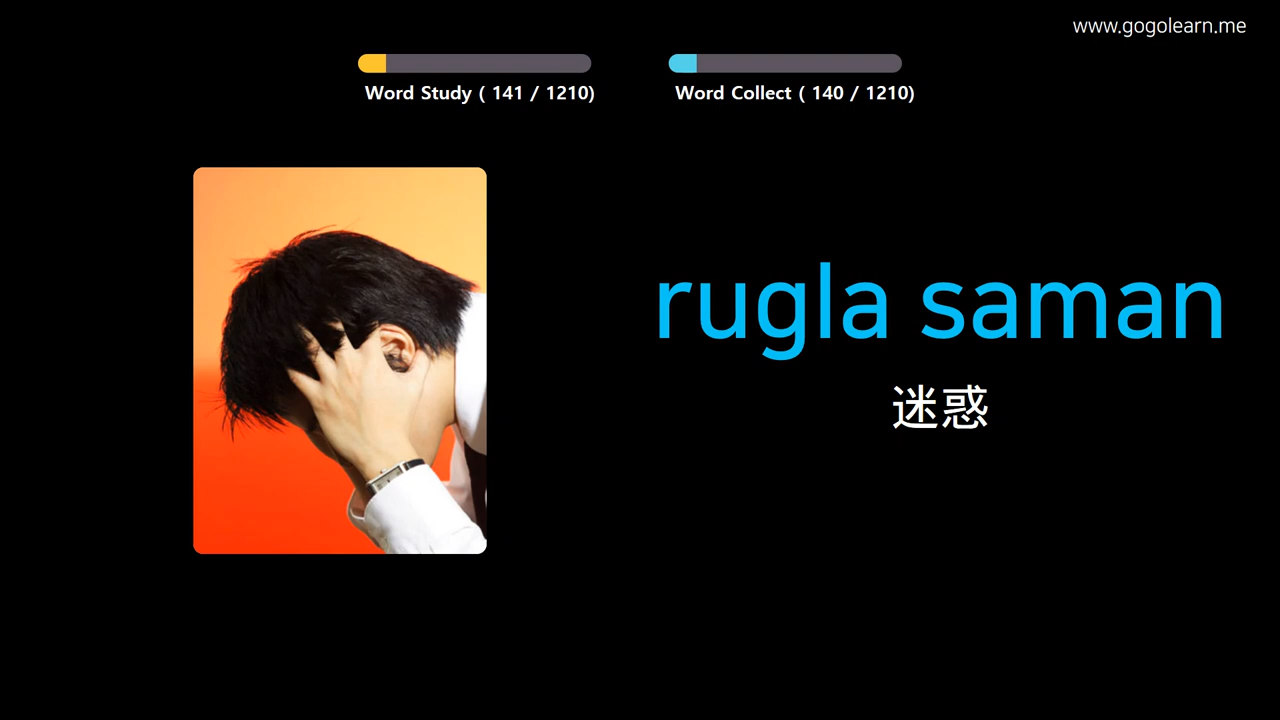 www.gogolearn.me
Word Study ( 141 / 1210)
Word Collect ( 140 / 1210)
rugla saman
迷惑